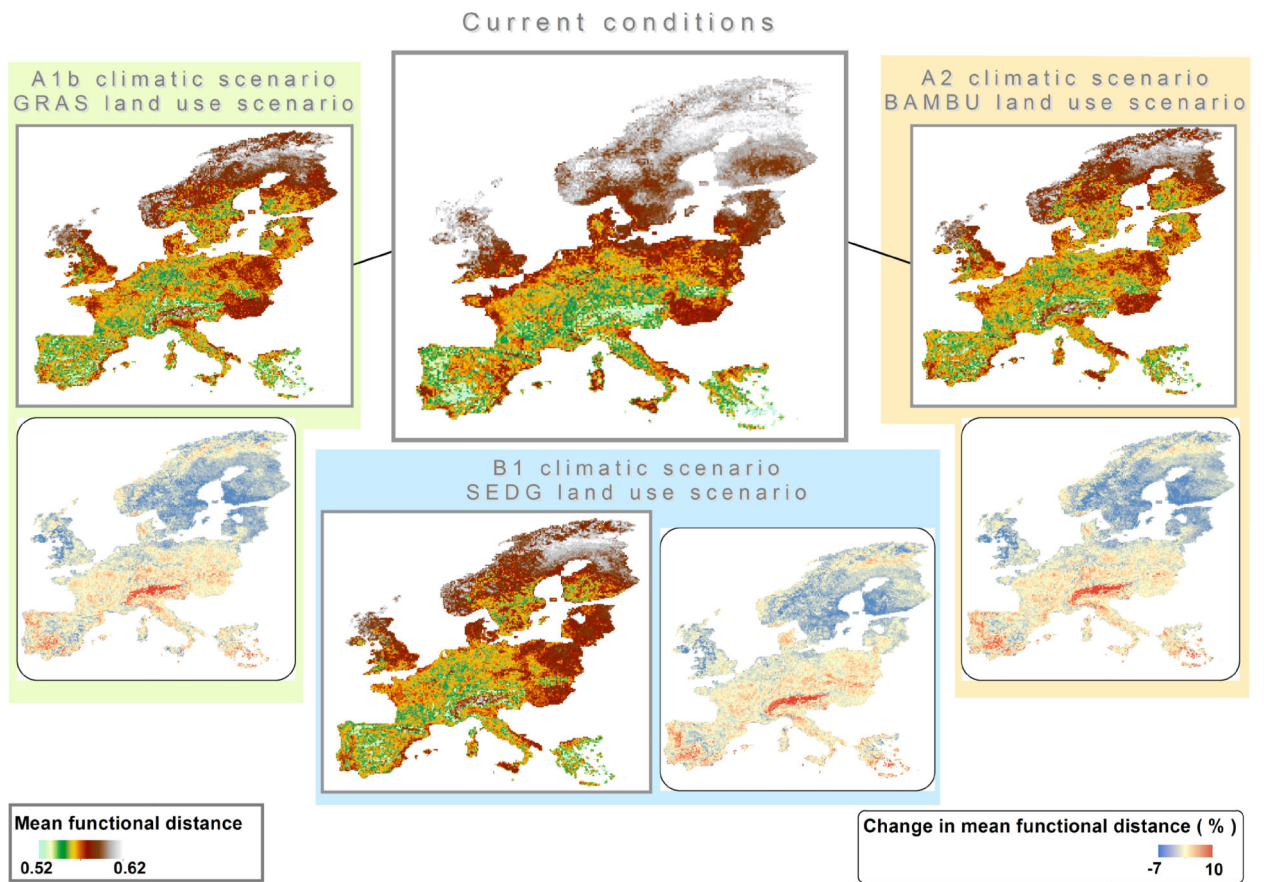 Current conditions
A1b climatic scenario
GRAS land use scenario
A2 climatic scenario
BAMBU land use scenario
B1 climatic scenario
SEDG land use scenario
Mean functional distance
0.52 0.62
Change in mean functional distance ( % )
-7 10